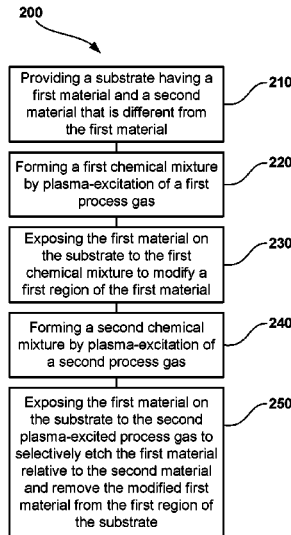 200
Providing a substrate having a
first material and a second
material that is different from
the first material
210
Forming a first chemical mixture
by plasma-excitation of a first
process gas
220
Exposing the first material on
the substrate to the first
chemical mixture to modify a
first region of the first material
230
Forming a second chemical
mixture by plasma-excitation of
a second process gas
240
Exposing the first material on
the substrate to the second
plasma-excited process gas to
selectively etch the first material
relative to the second material
and remove the modified first
material from the first region of
the substrate
250